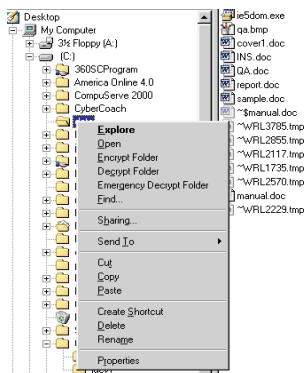 Desktop
My Computer
3½ Floppy (A:)
(C:)
360SCProgram
America Online 4.0
CompuServe 2000
CyberCoach
Explore
Open
Encrypt Folder
Decrypt Folder
Emergency Decrypt Folder
Find...
Sharing...
Send To
Cut
Copy
Paste
Create Shortcut
Delete
Rename
Properties
ie5dom.exe
qa.bmp
cover1.doc
INS.doc
QA.doc
report.doc
sample.doc
~$manual.doc
~WRL3785.tmp
~WRL2855.tmp
~WRL2117.tmp
~WRL1735.tmp
~WRL2570.tmp
manual.doc
~WRL2229.tmp